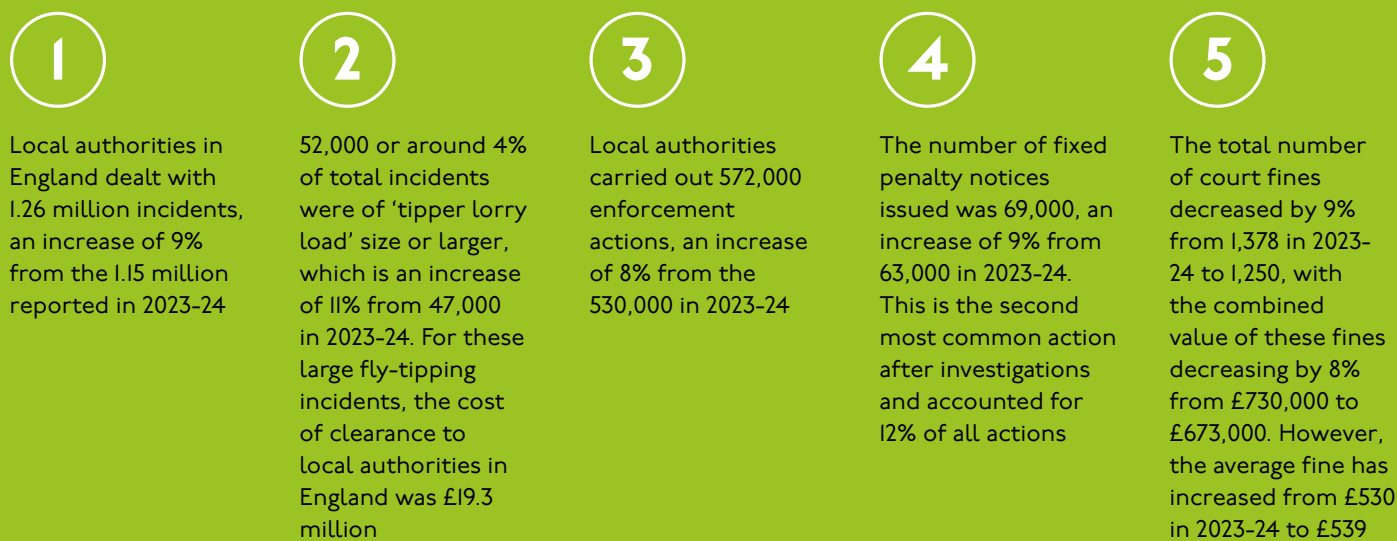 1
Local authorities in
England dealt with
1.26 million incidents,
an increase of 9%
from the 1.15 million
reported in 2023-24
2
52,000 or around 4%
of total incidents
were of ‘tipper lorry
load’ size or larger,
which is an increase
of 11% from 47,000
in 2023-24. For these
large fly-tipping
incidents, the cost
of clearance to
local authorities in
England was £19.3
million
3
Local authorities
carried out 572,000
enforcement
actions, an increase
of 8% from the
530,000 in 2023-24
4
The number of fixed
penalty notices
issued was 69,000, an
increase of 9% from
63,000 in 2023-24.
This is the second
most common action
after investigations
and accounted for
12% of all actions
5
The total number
of court fines
decreased by 9%
from 1,378 in 2023-
24 to 1,250, with
the combined
value of these fines
decreasing by 8%
from £730,000 to
£673,000. However,
the average fine has
increased from £530
in 2023-24 to £539